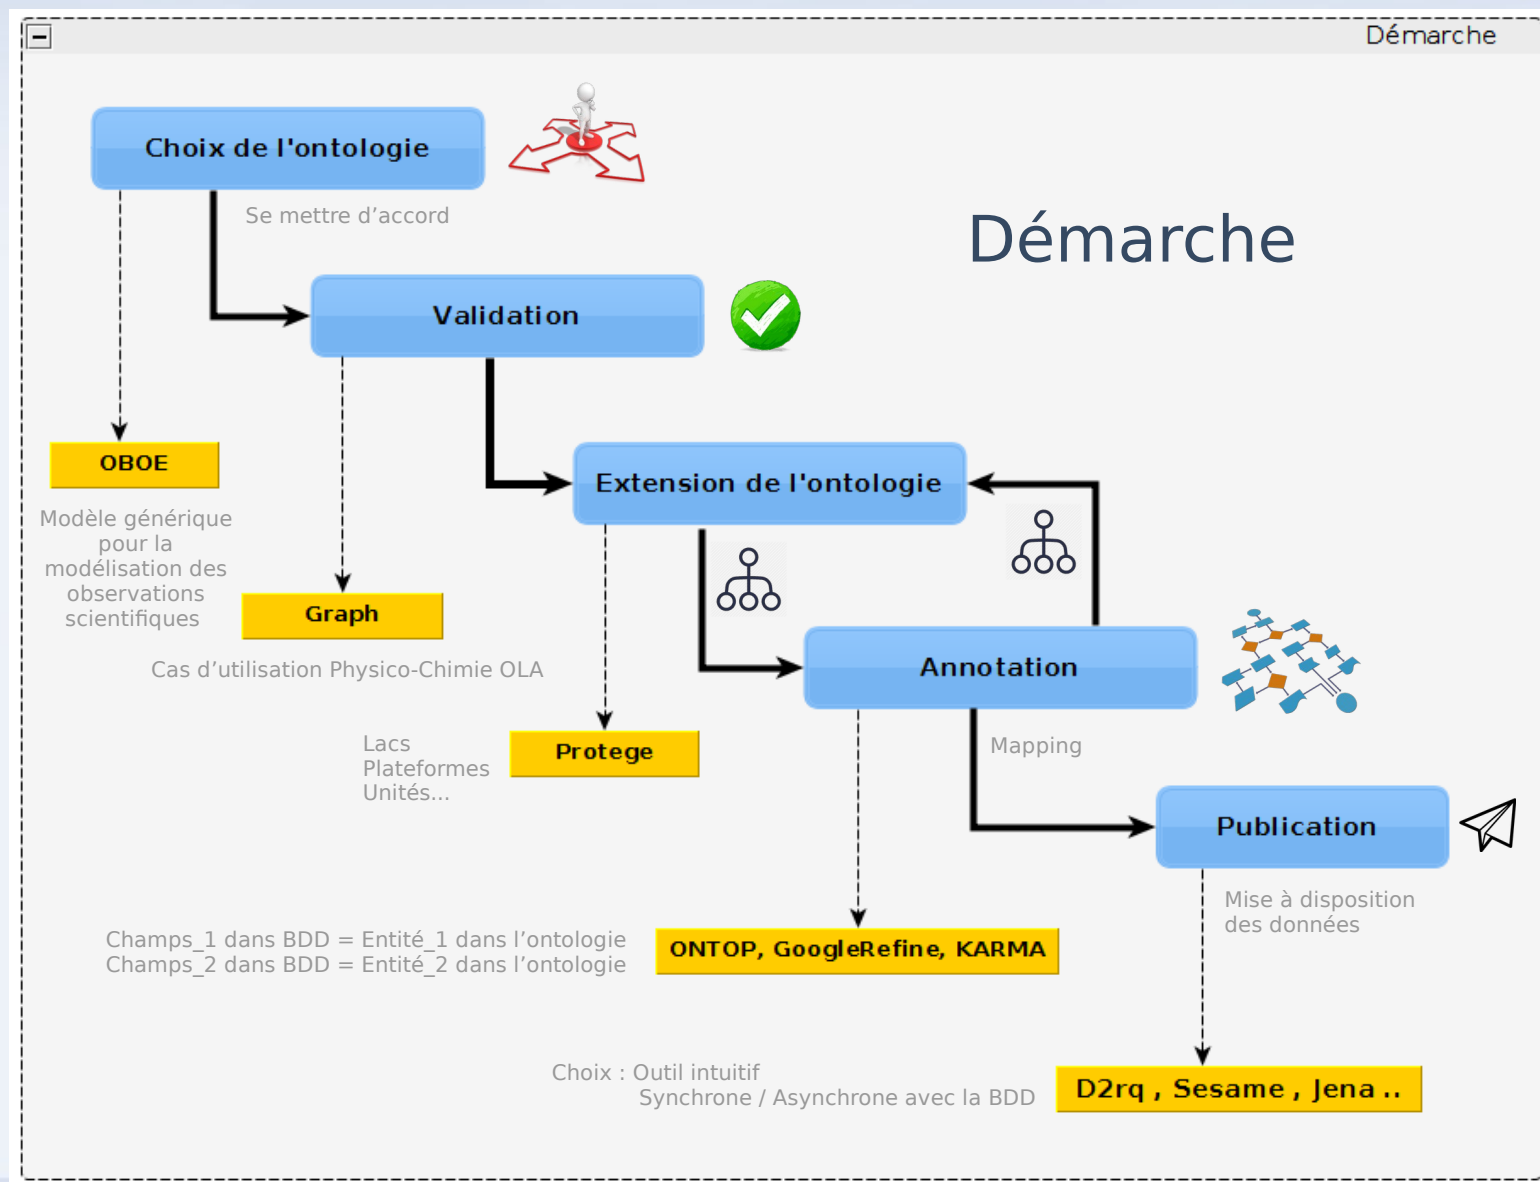 Démarche
Choix de l'ontologie
Se mettre d’accord
Démarche
Validation
OBOE
Extension de l'ontologie
Modèle générique
pour la
modélisation des
observations
scientifiques
Graph
Cas d’utilisation Physico-Chimie OLA
Annotation
Lacs
Plateformes
Unités...
Protege
Mapping
Publication
Mise à disposition
des données
Champs_1 dans BDD = Entité_1 dans l’ontologie
Champs_2 dans BDD = Entité_2 dans l’ontologie
ONTOP, GoogleRefine, KARMA
Choix : Outil intuitif
Synchrone / Asynchrone avec la BDD
D2rq , Sesame , Jena ..